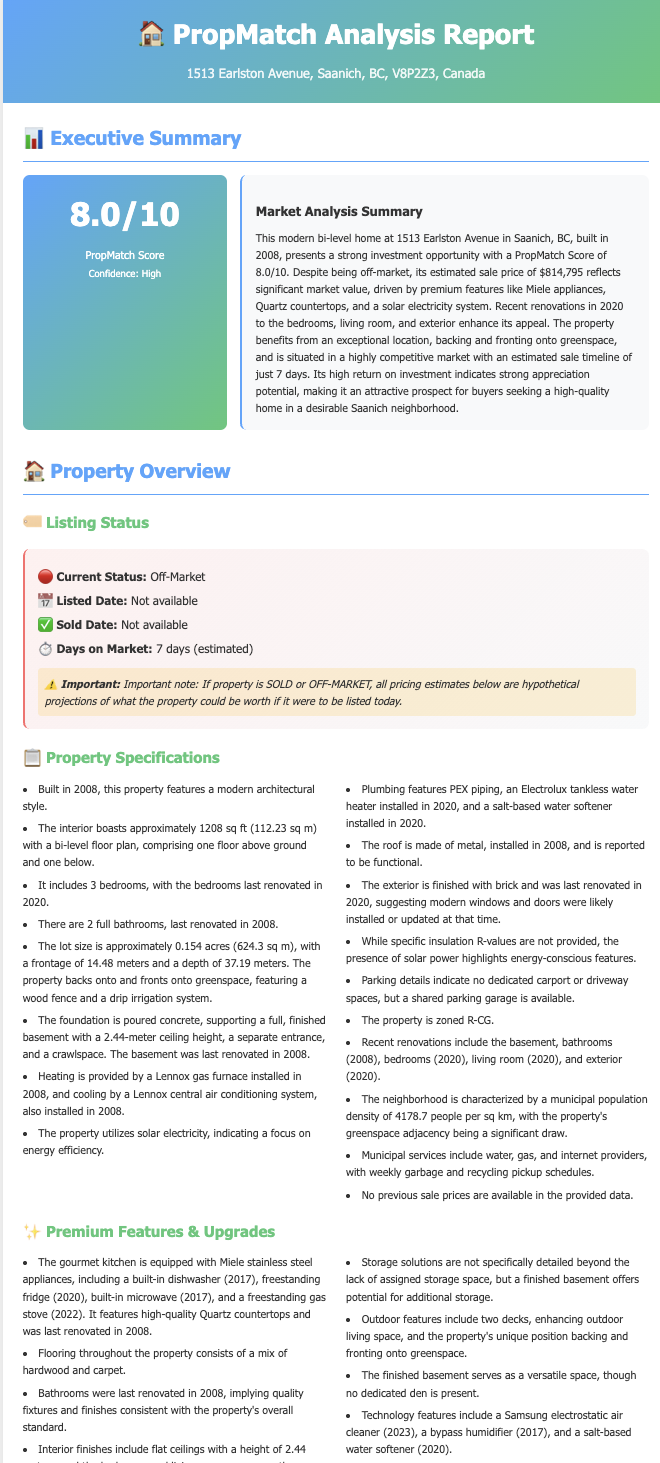 PropMatch Analysis Report
1513 Earlston Avenue, Saanich, BC, V8P2Z3, Canada
Executive Summary
8.0/10
PropMatch Score
Confidence: High
Market Analysis Summary
This modern bi-level home at 1513 Earlston Avenue in Saanich, BC, built in
2008, presents a strong investment opportunity with a PropMatch Score of
8.0/10. Despite being off-market, its estimated sale price of $814,795 reflects
significant market value, driven by premium features like Miele appliances,
Quartz countertops, and a solar electricity system. Recent renovations in 2020
to the bedrooms, living room, and exterior enhance its appeal. The property
benefits from an exceptional location, backing and fronting onto greenspace,
and is situated in a highly competitive market with an estimated sale timeline of
just 7 days. Its high return on investment indicates strong appreciation
potential, making it an attractive prospect for buyers seeking a high-quality
home in a desirable Saanich neighborhood.
Property Overview
Listing Status
Current Status: Off-Market
Listed Date: Not available
Sold Date: Not available
Days on Market: 7 days (estimated)
Important: Important note: If property is SOLD or OFF-MARKET, all pricing estimates below are hypothetical
projections of what the property could be worth if it were to be listed today.
Property Specifications
• Built in 2008, this property features a modern architectural
style.
• The interior boasts approximately 1208 sq ft (112.23 sq m)
with a bi-level floor plan, comprising one floor above ground
and one below.
• It includes 3 bedrooms, with the bedrooms last renovated in
2020.
• There are 2 full bathrooms, last renovated in 2008.
• The lot size is approximately 0.154 acres (624.3 sq m), with
a frontage of 14.48 meters and a depth of 37.19 meters. The
property backs onto and fronts onto greenspace, featuring a
wood fence and a drip irrigation system.
• The foundation is poured concrete, supporting a full, finished
basement with a 2.44-meter ceiling height, a separate entrance,
and a crawlspace. The basement was last renovated in 2008.
• Heating is provided by a Lennox gas furnace installed in
2008, and cooling by a Lennox central air conditioning system,
also installed in 2008.
• The property utilizes solar electricity, indicating a focus on
energy efficiency.
• Plumbing features PEX piping, an Electrolux tankless water
heater installed in 2020, and a salt-based water softener
installed in 2020.
• The roof is made of metal, installed in 2008, and is reported
to be functional.
• The exterior is finished with brick and was last renovated in
2020, suggesting modern windows and doors were likely
installed or updated at that time.
• While specific insulation R-values are not provided, the
presence of solar power highlights energy-conscious features.
• Parking details indicate no dedicated carport or driveway
spaces, but a shared parking garage is available.
• The property is zoned R-CG.
• Recent renovations include the basement, bathrooms
(2008), bedrooms (2020), living room (2020), and exterior
(2020).
• The neighborhood is characterized by a municipal population
density of 4178.7 people per sq km, with the property's
greenspace adjacency being a significant draw.
• Municipal services include water, gas, and internet providers,
with weekly garbage and recycling pickup schedules.
• No previous sale prices are available in the provided data.
Premium Features & Upgrades
• The gourmet kitchen is equipped with Miele stainless steel
appliances, including a built-in dishwasher (2017), freestanding
fridge (2020), built-in microwave (2017), and a freestanding gas
stove (2022). It features high-quality Quartz countertops and
was last renovated in 2008.
• Flooring throughout the property consists of a mix of
hardwood and carpet.
• Bathrooms were last renovated in 2008, implying quality
fixtures and finishes consistent with the property's overall
standard.
• Interior finishes include flat ceilings with a height of 2.44
• Storage solutions are not specifically detailed beyond the
lack of assigned storage space, but a finished basement offers
potential for additional storage.
• Outdoor features include two decks, enhancing outdoor
living space, and the property's unique position backing and
fronting onto greenspace.
• The finished basement serves as a versatile space, though
no dedicated den is present.
• Technology features include a Samsung electrostatic air
cleaner (2023), a bypass humidifier (2017), and a salt-based
water softener (2020).